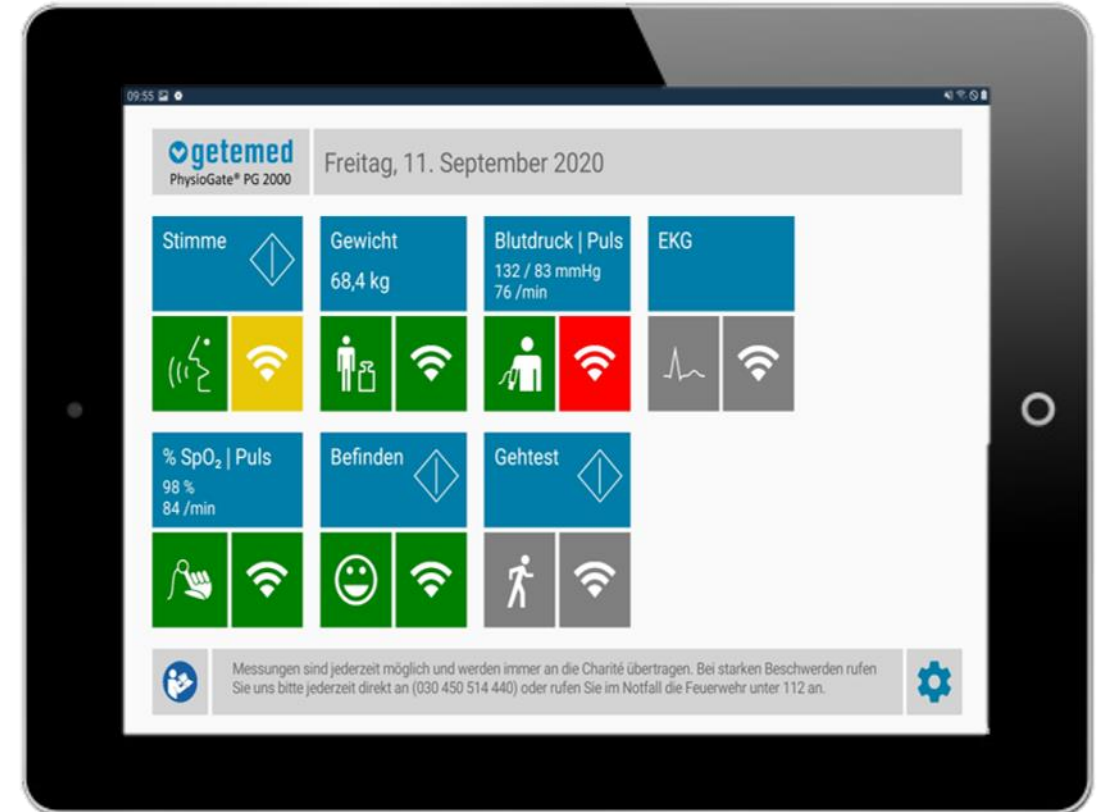 09:55
getemed
PhysioGate® PG 2000
Freitag, 11. September 2020
Stimme
Gewicht
68,4 kg
Blutdruck | Puls
132 / 83 mmHg
76 /min
EKG
% SpO₂ | Puls
98 %
84 /min
Befinden
Gehtest
Messungen sind jederzeit möglich und werden immer an die Charité übertragen. Bei starken Beschwerden rufen
Sie uns bitte jederzeit direkt an (030 450 514 440) oder rufen Sie im Notfall die Feuerwehr unter 112 an.